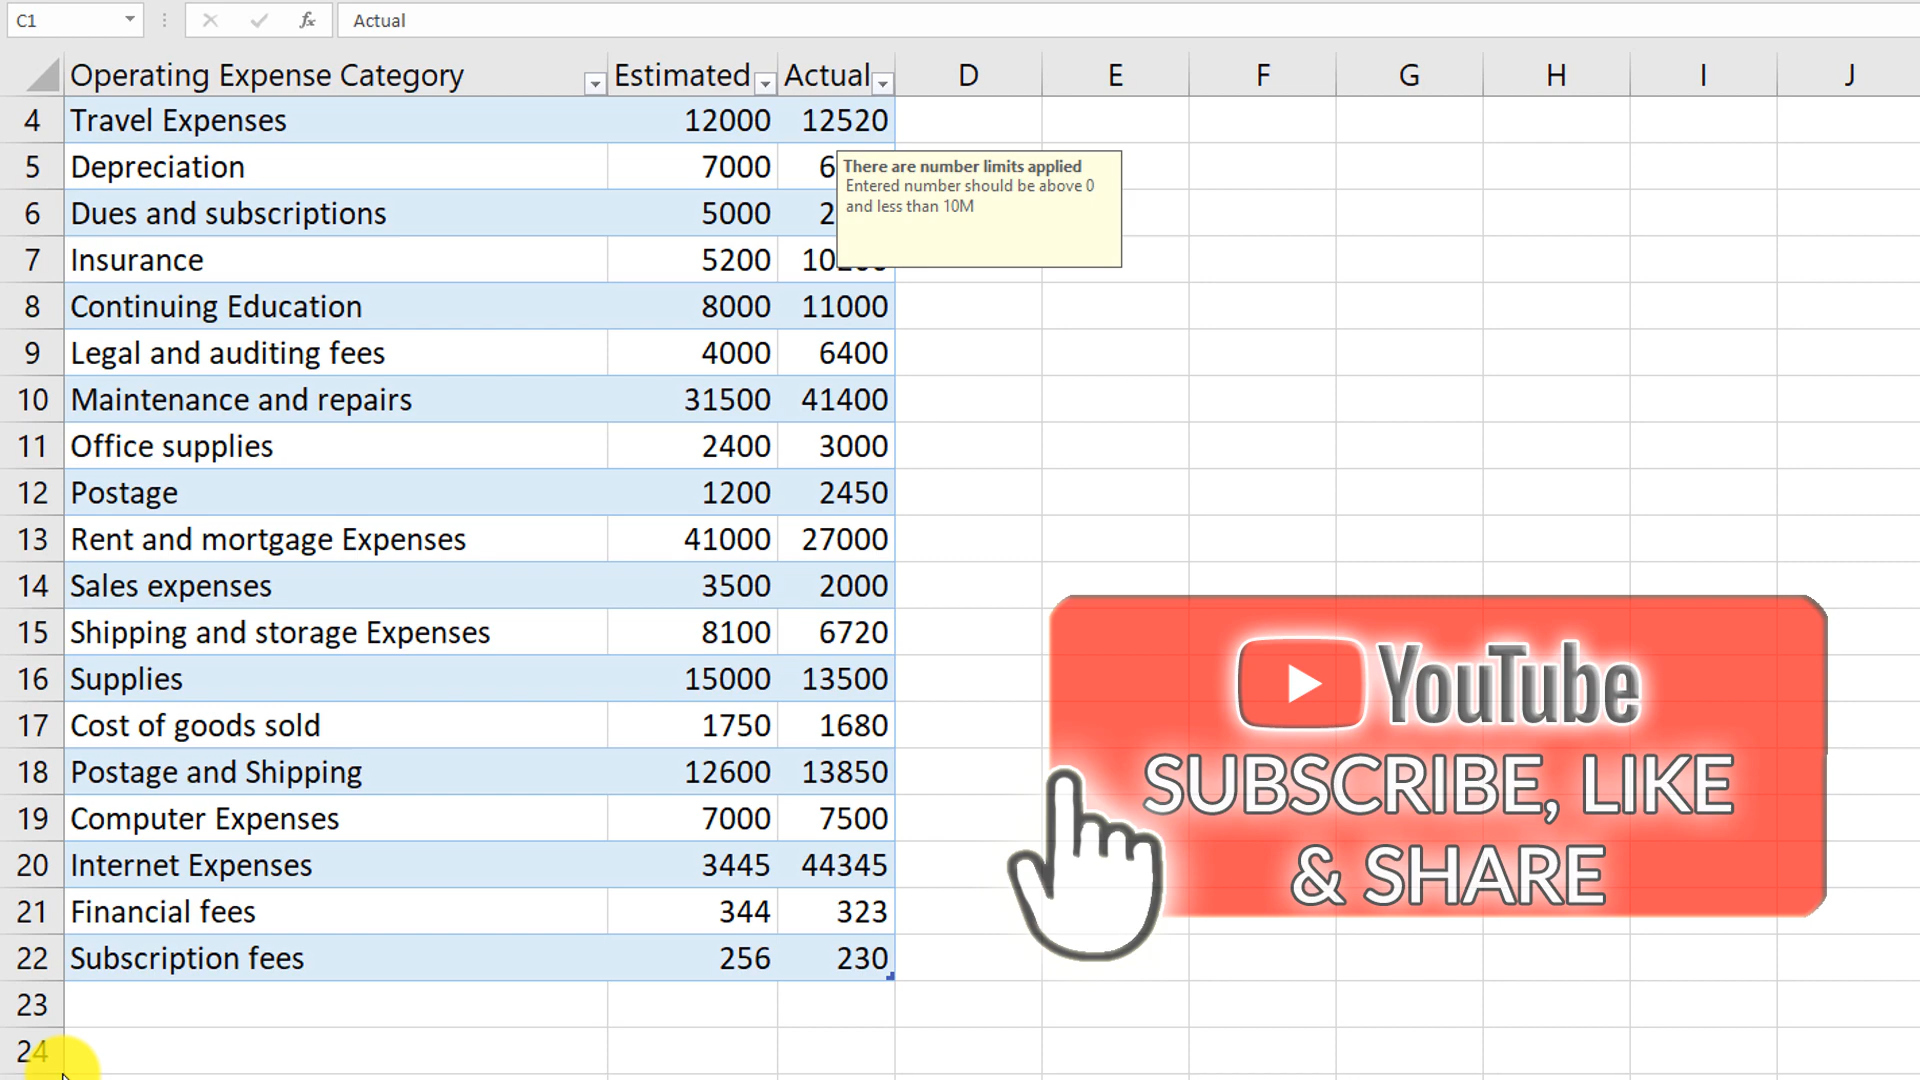 C1 fx Actual
Operating Expense Category Estimated Actual D E F G H I J
4 Travel Expenses 12000 12520
5 Depreciation 7000 6
There are number limits applied
Entered number should be above 0
and less than 10M
6 Dues and subscriptions 5000 2
7 Insurance 5200
8 Continuing Education 8000 11000
9 Legal and auditing fees 4000 6400
10 Maintenance and repairs 31500 41400
11 Office supplies 2400 3000
12 Postage 1200 2450
13 Rent and mortgage Expenses 41000 27000
14 Sales expenses 3500 2000
15 Shipping and storage Expenses 8100 6720
16 Supplies 15000 13500
17 Cost of goods sold 1750 1680
18 Postage and Shipping 12600 13850
19 Computer Expenses 7000 7500
20 Internet Expenses 3445 44345
21 Financial fees 344 323
22 Subscription fees 256 230
23
24
YouTube
SUBSCRIBE, LIKE
& SHARE